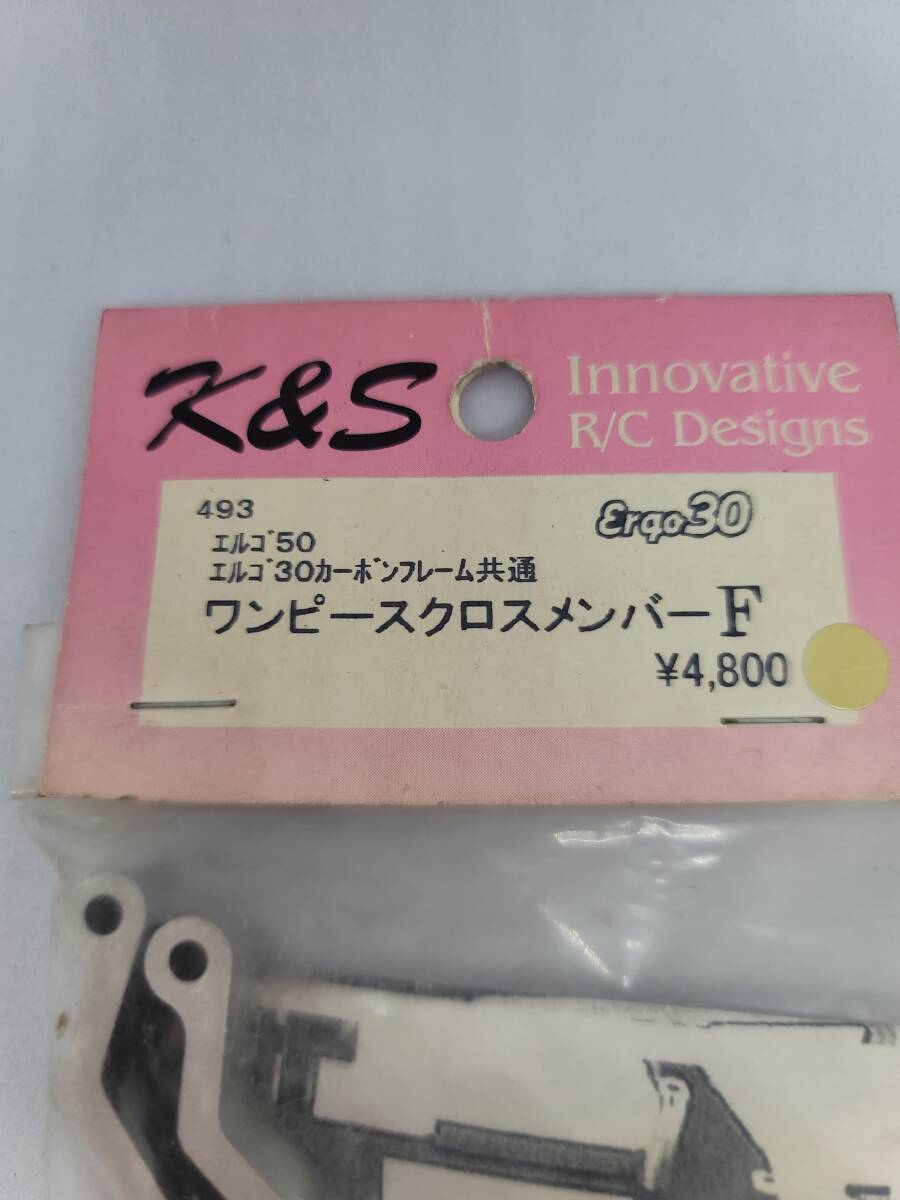 K&S
Innovative
R/C Designs
493
Ergo30
ｴﾙｺﾞ50
ｴﾙｺﾞ30ｶｰﾎﾞﾝﾌﾚｰﾑ共通
ワンピースクロスメンバーF
¥4,800